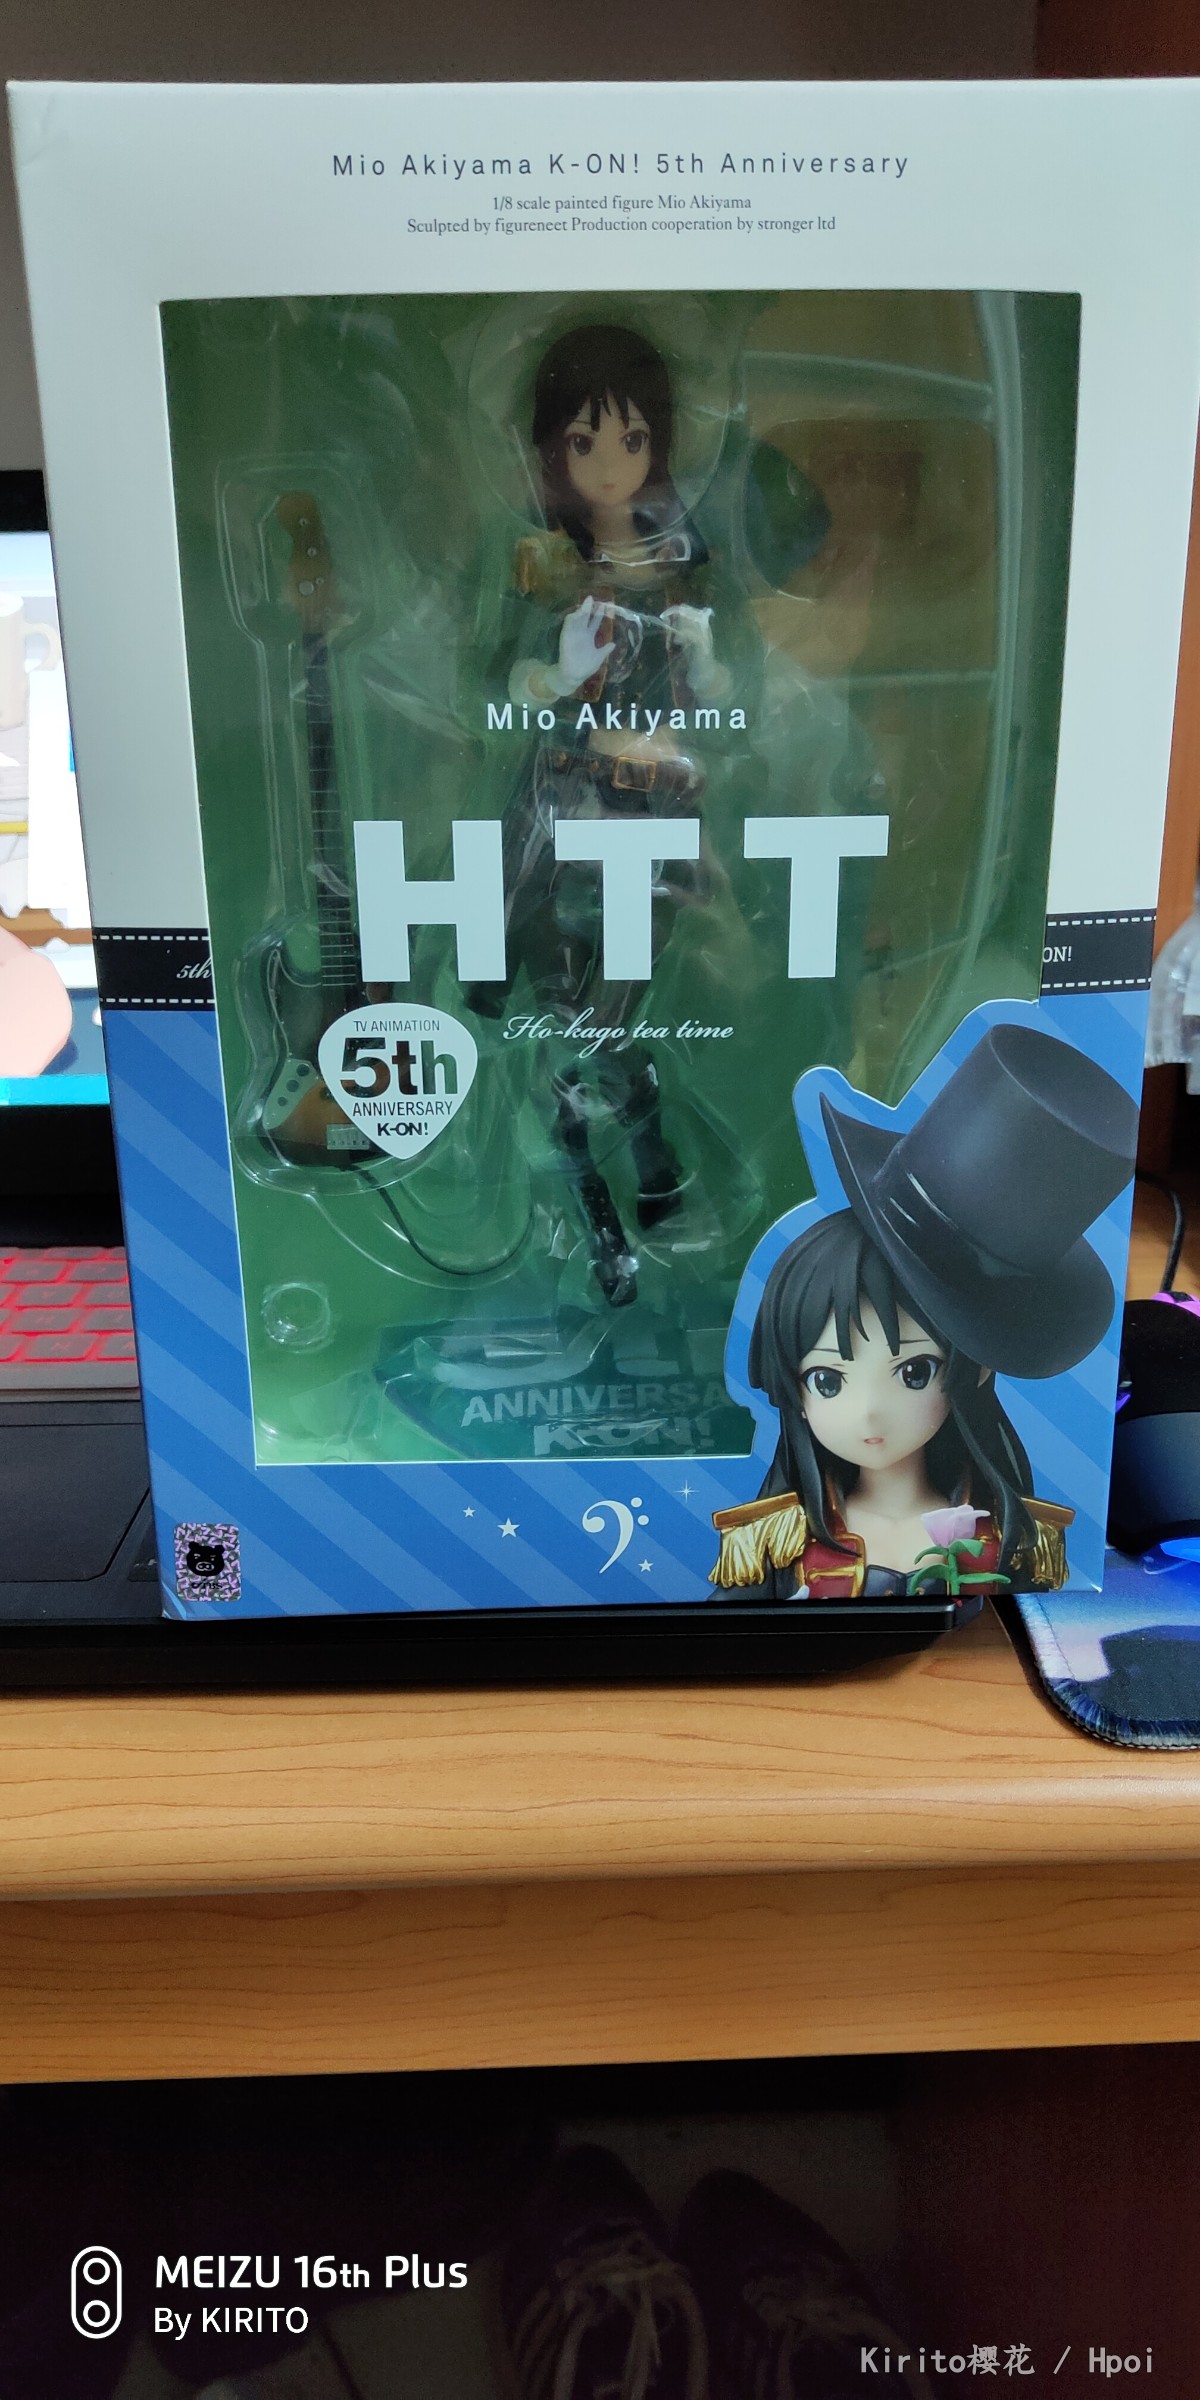 Mio Akiyama K-ON! 5th Anniversary
1/8 scale painted figure Mio Akiyama
Sculpted by figureneet Production cooperation by stronger ltd
Mio Akiyama
HTT
5th
ON!
Ho-kago tea time
TV ANIMATION
5th
ANNIVERSARY
K-ON!
ANNIVERSA
K-ON!
MEIZU 16th Plus
By KIRITO
Kirito樱花 / Hpoi